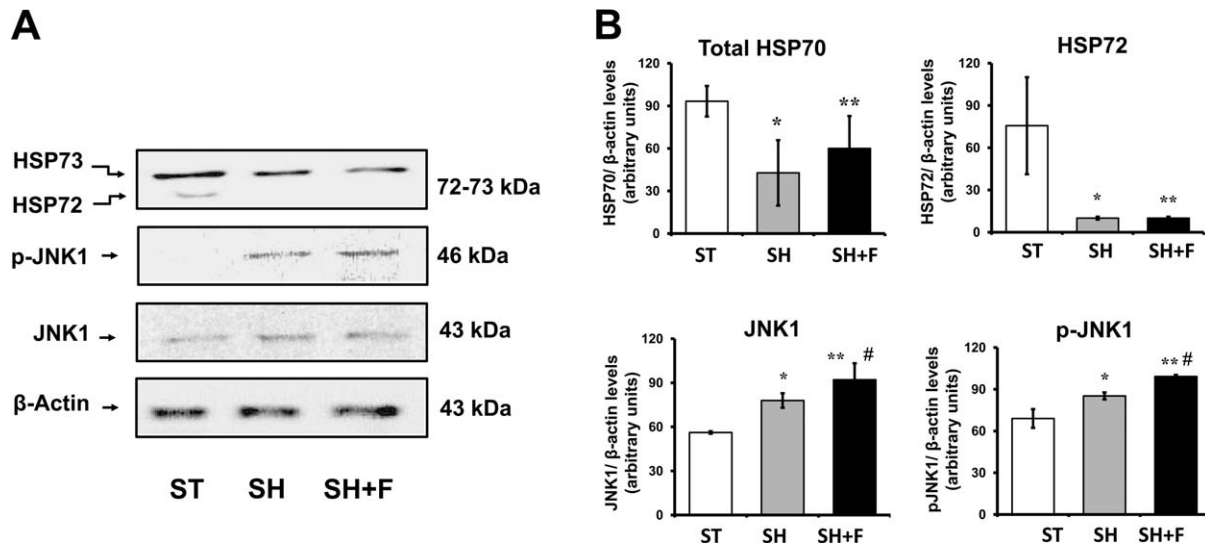 A
HSP73
HSP72
72-73 kDa
p-JNK1
46 kDa
JNK1
43 kDa
β-Actin
43 kDa
ST SH SH+F
B
Total HSP70
HSP70/ β-actin levels
(arbitrary units)
120
90
60
30
0
*
**
ST SH SH+F
HSP72
HSP72/ β-actin levels
(arbitrary units)
120
90
60
30
0
*
**
ST SH SH+F
JNK1
JNK1/ β-actin levels
(arbitrary units)
120
90
60
30
0
*
** #
ST SH SH+F
p-JNK1
pJNK1/ β-actin levels
(arbitrary units)
120
90
60
30
0
*
** #
ST SH SH+F